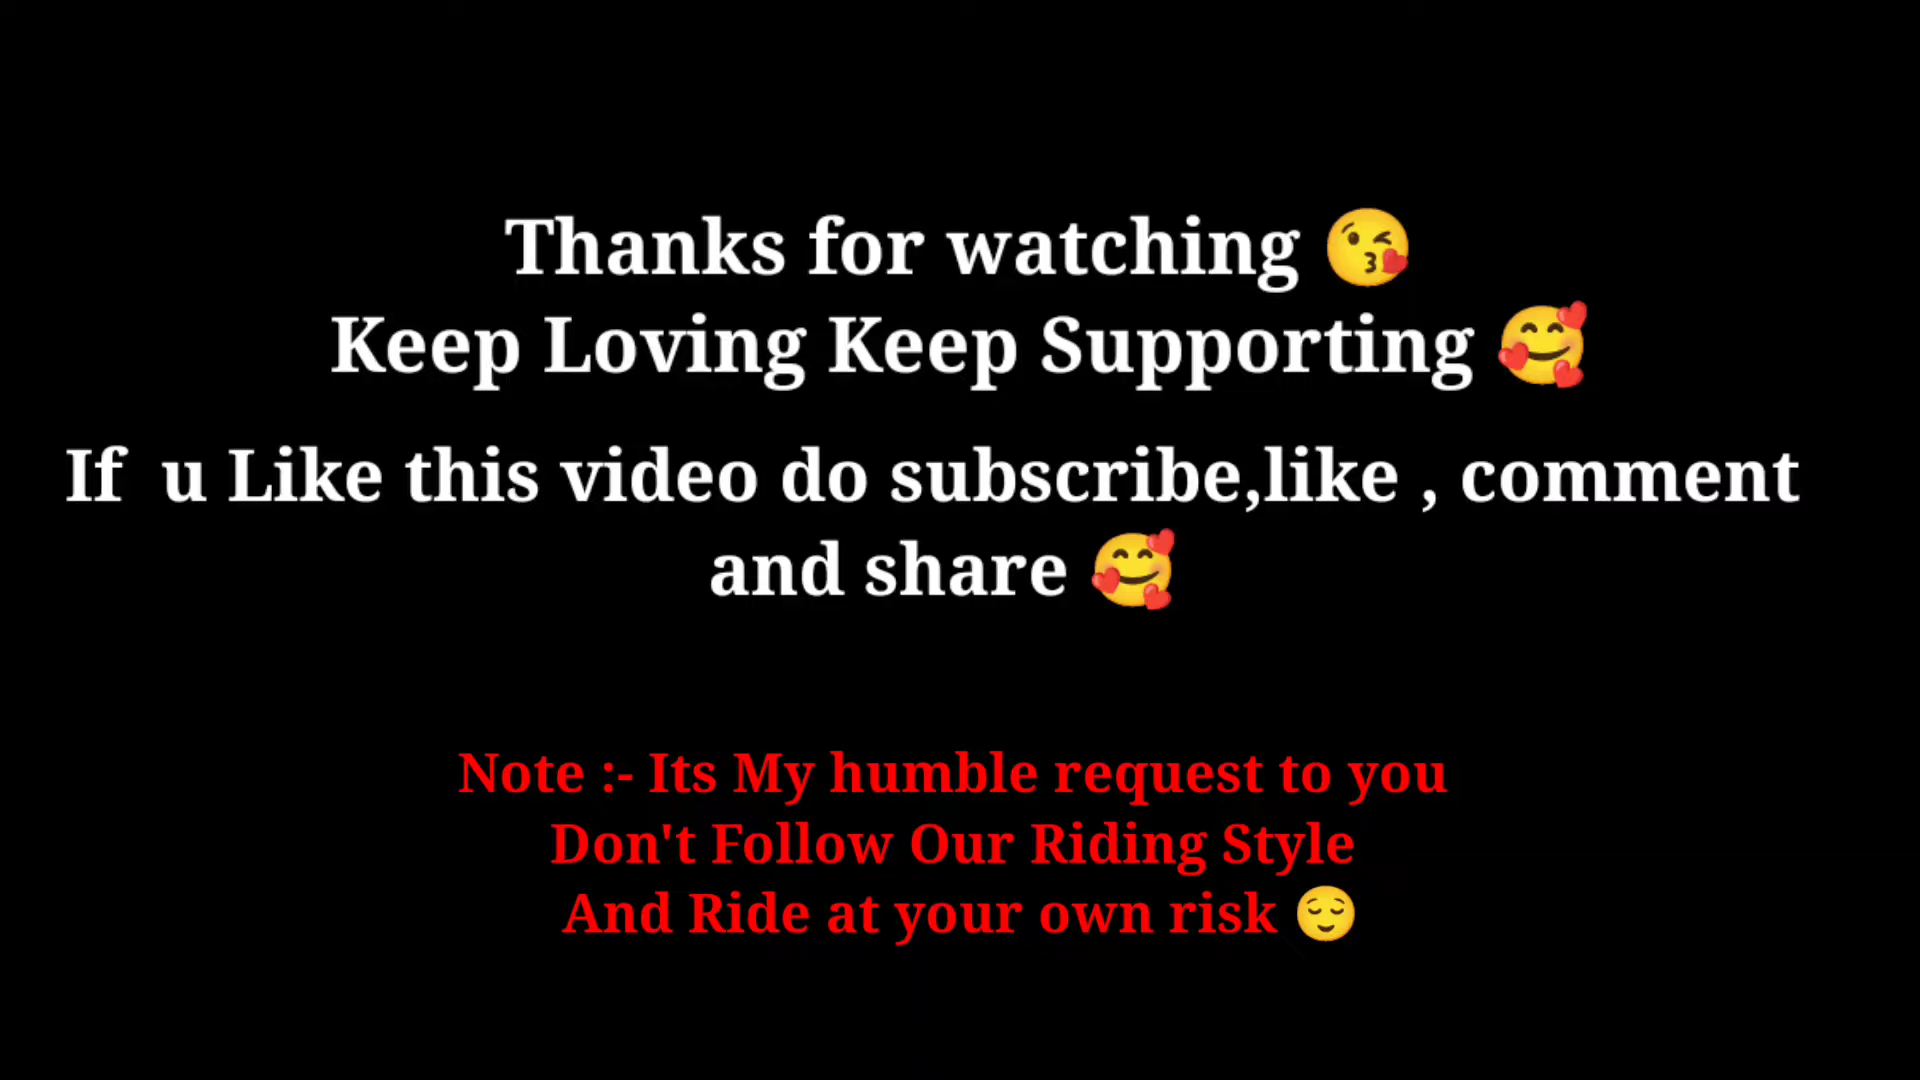 Thanks for watching 😘
Keep Loving Keep Supporting 🥰
If  u Like this video do subscribe,like , comment
and share 🥰
Note :- Its My humble request to you
Don't Follow Our Riding Style
And Ride at your own risk 😌